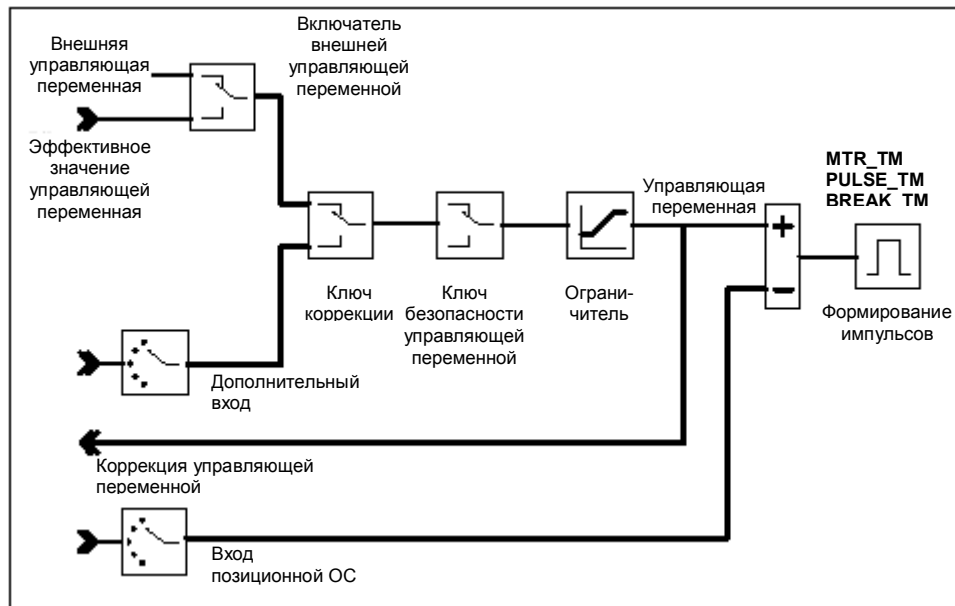 Внешняя
управляющая
переменная
Включатель
внешней
управляющей
переменной
Эффективное
значение
управляющей
переменная
Управляющая
переменная
MTR_TM
PULSE_TM
BREAK_TM
+
−
Ключ
коррекции
Ключ
безопасности
управляющей
переменной
Ограни-
читель
Формирование
импульсов
Дополнительный
вход
Коррекция управляющей
переменной
Вход
позиционной ОС